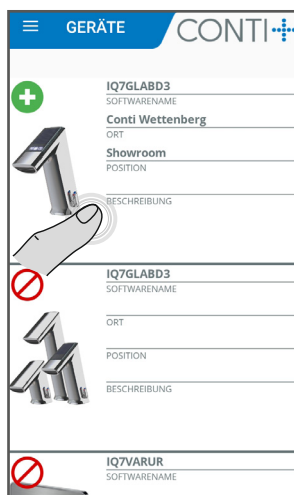 GERÄTE
CONTI+
IQ7GLABD3
SOFTWARENAME
Conti Wettenberg
ORT
Showroom
POSITION
BESCHREIBUNG
IQ7GLABD3
SOFTWARENAME
ORT
POSITION
BESCHREIBUNG
IQ7VARUR
SOFTWARENAME